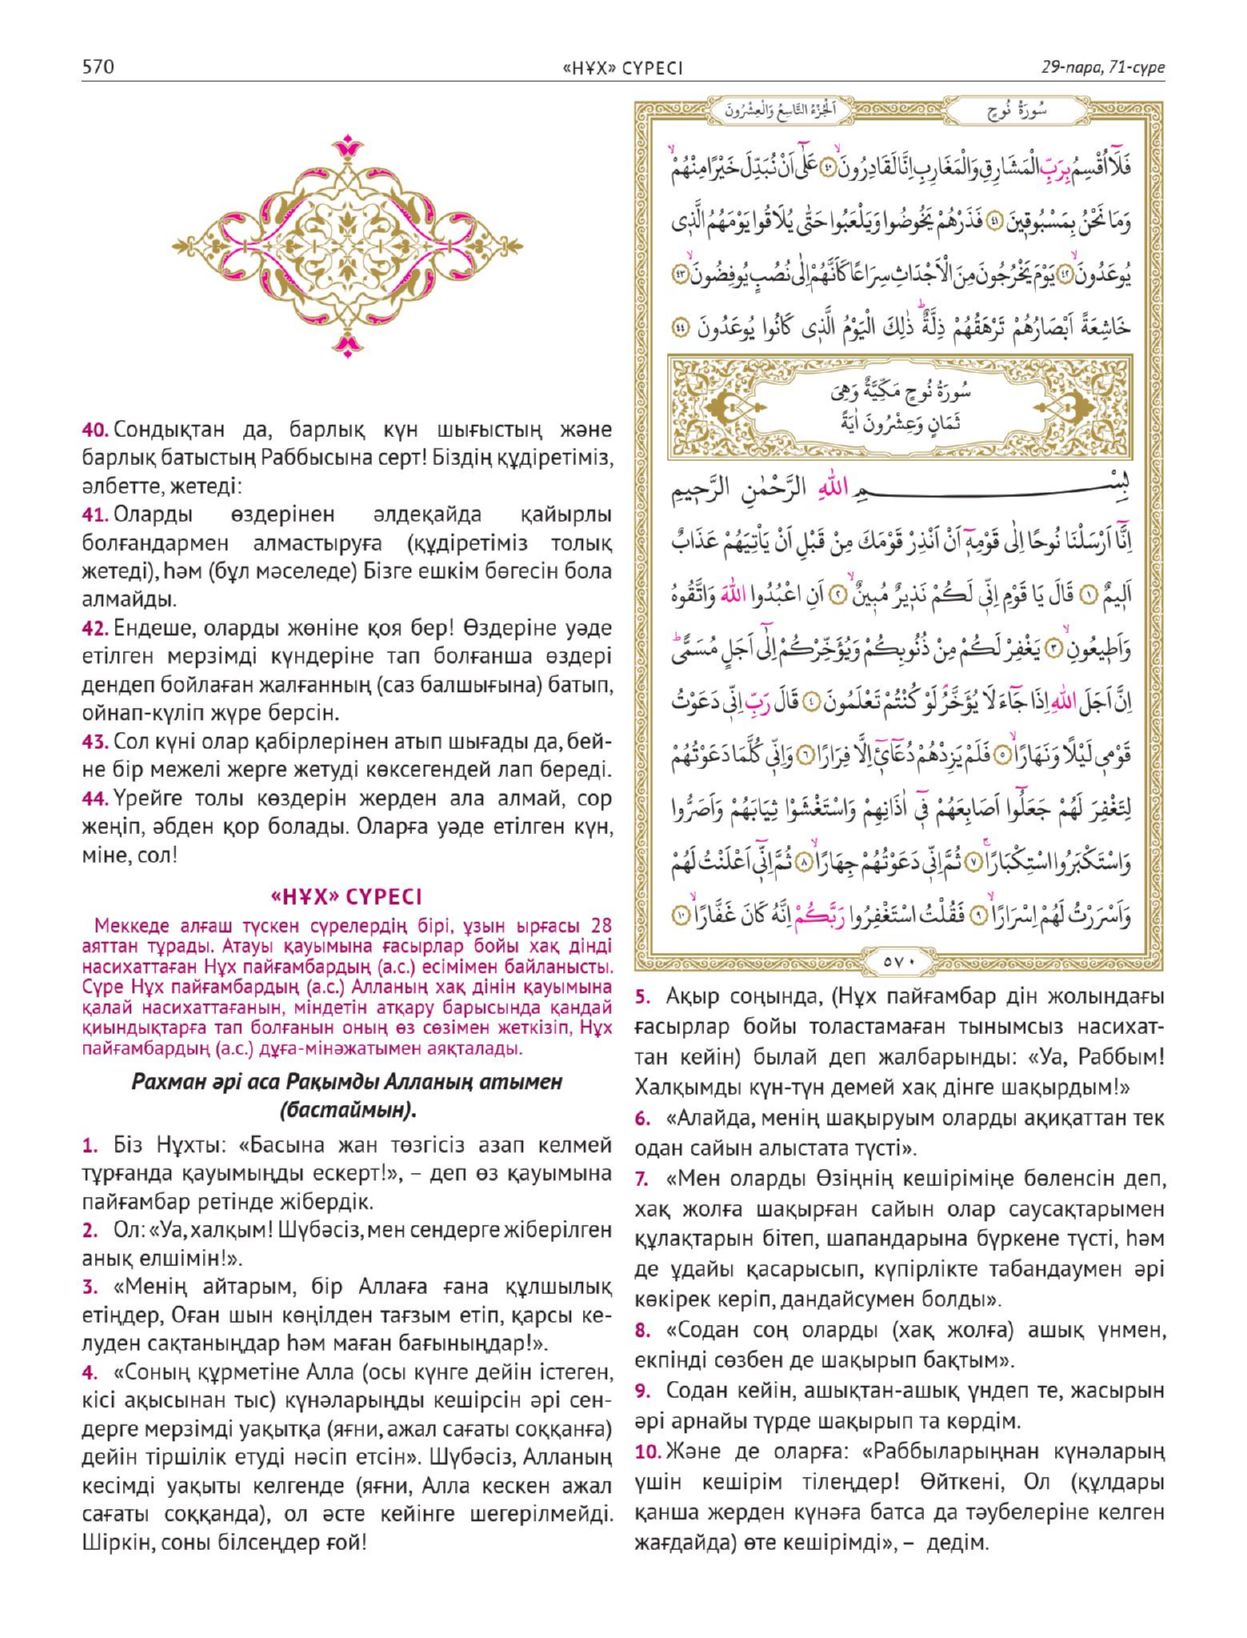 570
«НҰХ» СҮРЕСІ
29-пара, 71-сүре
40. Сондықтан да, барлық күн шығыстың және
барлық батыстың Раббысына серт! Біздің құдіретіміз,
әлбетте, жетеді:
41. Оларды өздерінен әлдеқайда қайырлы
болғандармен алмастыруға (құдіретіміз толық
жетеді), һәм (бұл мәселеде) Бізге ешкім бөгесін бола
алмайды.
42. Ендеше, оларды жөніне қоя бер! Өздеріне уәде
етілген мерзімді күндеріне тап болғанша өздері
дендеп бойлаған жалғанның (саз балшығына) батып,
ойнап-күліп жүре берсін.
43. Сол күні олар қабірлерінен атып шығады да, бей-
не бір межелі жерге жетуді көксегендей лап береді.
44. Үрейге толы көздерін жерден ала алмай, сор
жеңіп, әбден қор болады. Оларға уәде етілген күн,
міне, сол!
«НҰХ» СҮРЕСІ
Меккеде алғаш түскен сүрелердің бірі, ұзын ырғасы 28
аяттан тұрады. Атауы қауымына ғасырлар бойы хақ дінді
насихаттаған Нұх пайғамбардың (а.с.) есімімен байланысты.
Сүре Нұх пайғамбардың (а.с.) Алланың хақ дінін қауымына
қалай насихаттағанын, міндетін атқару барысында қандай
қиындықтарға тап болғанын оның өз сөзімен жеткізіп, Нұх
пайғамбардың (а.с.) дұға-мінәжатымен аяқталады.
Рахман әрі аса Рақымды Алланың атымен
(бастаймын).
1. Біз Нұхты: «Басына жан төзгісіз азап келмей
тұрғанда қауымыңды ескерт!», – деп өз қауымына
пайғамбар ретінде жібердік.
2. Ол: «Уа, халқым! Шүбәсіз, мен сендерге жіберілген
анық елшімін!».
3. «Менің айтарым, бір Аллаға ғана құлшылық
етіңдер, Оған шын көңілден тағзым етіп, қарсы ке-
луден сақтаныңдар һәм маған бағыныңдар!».
4. «Соның құрметіне Алла (осы күнге дейін істеген,
кісі ақысынан тыс) күнәларыңды кешірсін әрі сен-
дерге мерзімді уақытқа (яғни, ажал сағаты соққанға)
дейін тіршілік етуді нәсіп етсін». Шүбәсіз, Алланың
кесімді уақыты келгенде (яғни, Алла кескен ажал
сағаты соққанда), ол әсте кейінге шегерілмейді.
Шіркін, соны білсеңдер ғой!
اَلْجُزْءُ التَّاسِعُ وَالْعِشْرُونَ
سُورَةُ نُوحٍ
فَلَٓا اُقْسِمُ بِرَبِّ الْمَشَارِقِ وَالْمَغَارِبِ اِنَّا لَقَادِرُونَۙ ٤٠ عَلٰٓى اَنْ نُبَدِّلَ خَيْرًا مِنْهُمْۙ
وَمَا نَحْنُ بِمَسْبُوقٖينَ ٤١ فَذَرْهُمْ يَخُوضُوا وَيَلْعَبُوا حَتّٰى يُلَاقُوا يَوْمَهُمُ الَّذٖى
يُوعَدُونَۙ ٤٢ يَوْمَ يَخْرُجُونَ مِنَ الْاَجْدَاثِ سِرَاعًا كَاَنَّهُمْ اِلٰى نُصُبٍ يُوفِضُونَۙ ٤٣
خَاشِعَةً اَبْصَارُهُمْ تَرْهَقُهُمْ ذِلَّةٌؕ ذٰلِكَ الْيَوْمُ الَّذٖى كَانُوا يُوعَدُونَ ٤٤
سُورَةُ نُوحٍ مَكِّيَّةٌ وَهِىَ
ثَمَانٍ وَعِشْرُونَ اٰيَةً
بِسْمِ اللّٰهِ الرَّحْمٰنِ الرَّحٖيمِ
اِنَّٓا اَرْسَلْنَا نُوحًا اِلٰى قَوْمِهٖٓ اَنْ اَنْذِرْ قَوْمَكَ مِنْ قَبْلِ اَنْ يَاْتِيَهُمْ عَذَابٌ
اَلٖيمٌ ١ قَالَ يَا قَوْمِ اِنّٖى لَكُمْ نَذٖيرٌ مُبٖينٌۙ ٢ اَنِ اعْبُدُوا اللّٰهَ وَاتَّقُوهُ
وَاَطٖيعُونِۙ ٣ يَغْفِرْ لَكُمْ مِنْ ذُنُوبِكُمْ وَيُؤَخِّرْكُمْ اِلٰٓى اَجَلٍ مُسَمًّىؕ
اِنَّ اَجَلَ اللّٰهِ اِذَا جَٓاءَ لَا يُؤَخَّرُۘ لَوْ كُنْتُمْ تَعْلَمُونَ ٤ قَالَ رَبِّ اِنّٖى دَعَوْتُ
قَوْمٖى لَيْلًا وَنَهَارًاۙ ٥ فَلَمْ يَزِدْهُمْ دُعَٓاءٖٓى اِلَّا فِرَارًا ٦ وَاِنّٖى كُلَّمَا دَعَوْتُهُمْ
لِتَغْفِرَ لَهُمْ جَعَلُٓوا اَصَابِعَهُمْ فٖٓى اٰذَانِهِمْ وَاسْتَغْشَوْا ثِيَابَهُمْ وَاَصَرُّوا
وَاسْتَكْبَرُوا اسْتِكْبَارًاۚ ٧ ثُمَّ اِنّٖى دَعَوْتُهُمْ جِهَارًاۙ ٨ ثُمَّ اِنّٖٓى اَعْلَنْتُ لَهُمْ
وَاَسْرَرْتُ لَهُمْ اِسْرَارًاۙ ٩ فَقُلْتُ اسْتَغْفِرُوا رَبَّكُمْ اِنَّهُ كَانَ غَفَّارًاۙ ١٠
٥٧٠
5. Ақыр соңында, (Нұх пайғамбар дін жолындағы
ғасырлар бойы толастамаған тынымсыз насихат-
тан кейін) былай деп жалбарынды: «Уа, Раббым!
Халқымды күн-түн демей хақ дінге шақырдым!»
6. «Алайда, менің шақыруым оларды ақиқаттан тек
одан сайын алыстата түсті».
7. «Мен оларды Өзіңнің кешіріміңе бөленсін деп,
хақ жолға шақырған сайын олар саусақтарымен
құлақтарын бітеп, шапандарына бүркене түсті, һәм
де ұдайы қасарысып, күпірлікте табандаумен әрі
көкірек керіп, дандайсумен болды».
8. «Содан соң оларды (хақ жолға) ашық үнмен,
екпінді сөзбен де шақырып бақтым».
9. Содан кейін, ашықтан-ашық үндеп те, жасырын
әрі арнайы түрде шақырып та көрдім.
10. Және де оларға: «Раббыларыңнан күнәларың
үшін кешірім тілеңдер! Өйткені, Ол (құлдары
қанша жерден күнәға батса да тәубелеріне келген
жағдайда) өте кешірімді», – дедім.